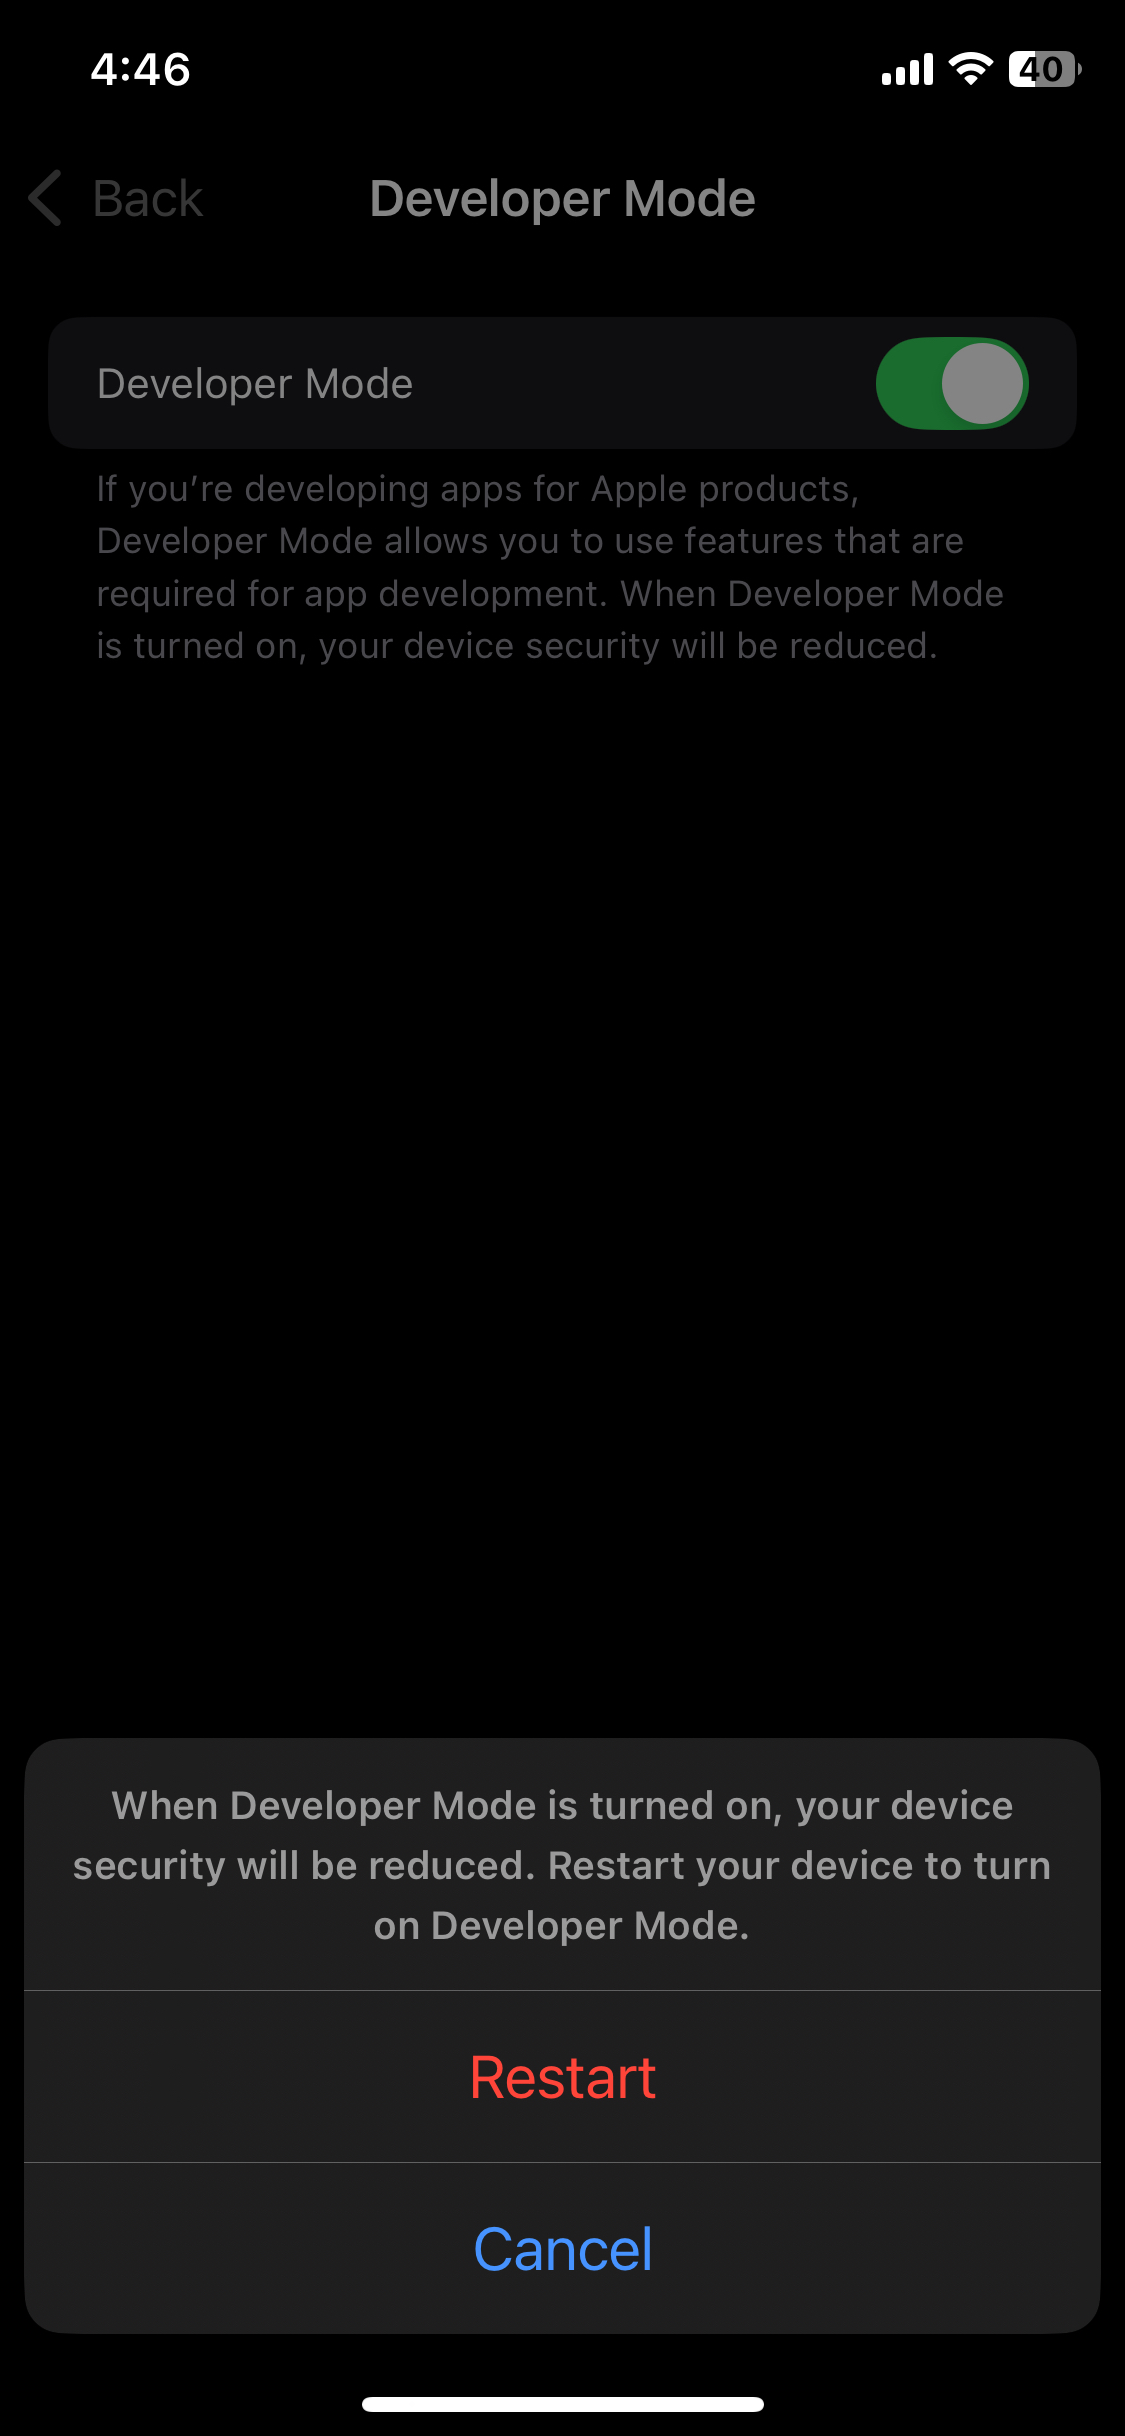 4:46
40
Back
Developer Mode
Developer Mode
If you’re developing apps for Apple products,
Developer Mode allows you to use features that are
required for app development. When Developer Mode
is turned on, your device security will be reduced.
When Developer Mode is turned on, your device
security will be reduced. Restart your device to turn
on Developer Mode.
Restart
Cancel